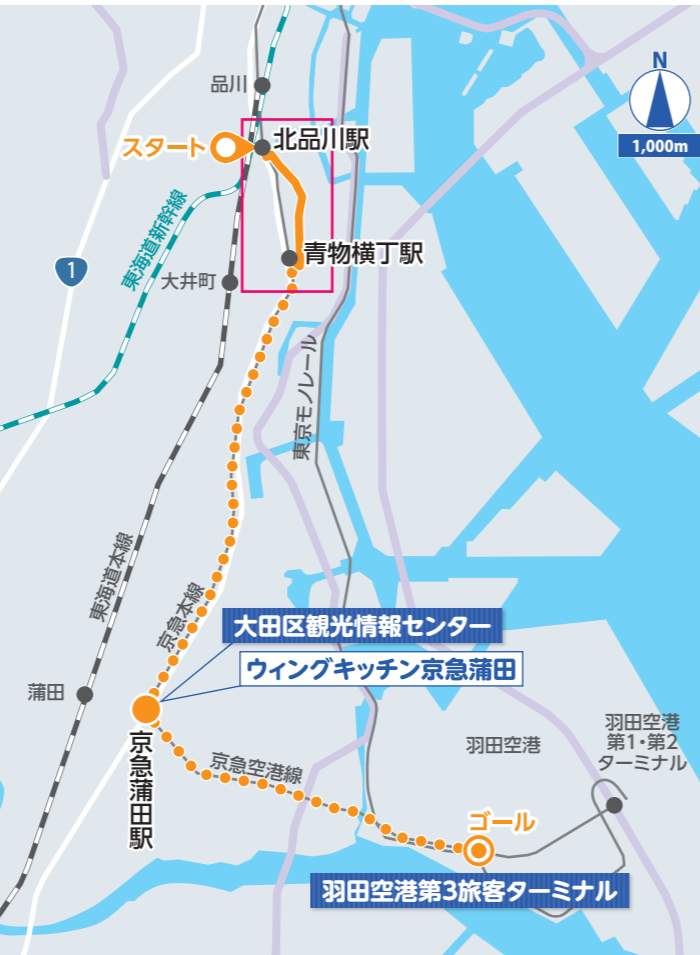 N
1,000m
品川
スタート
北品川駅
東海道新幹線
1
青物横丁駅
大井町
東京モノレール
東海道本線
京急本線
大田区観光情報センター
ウィングキッチン京急蒲田
蒲田
京急蒲田駅
京急空港線
羽田空港
羽田空港
第1・第2
ターミナル
ゴール
羽田空港第3旅客ターミナル